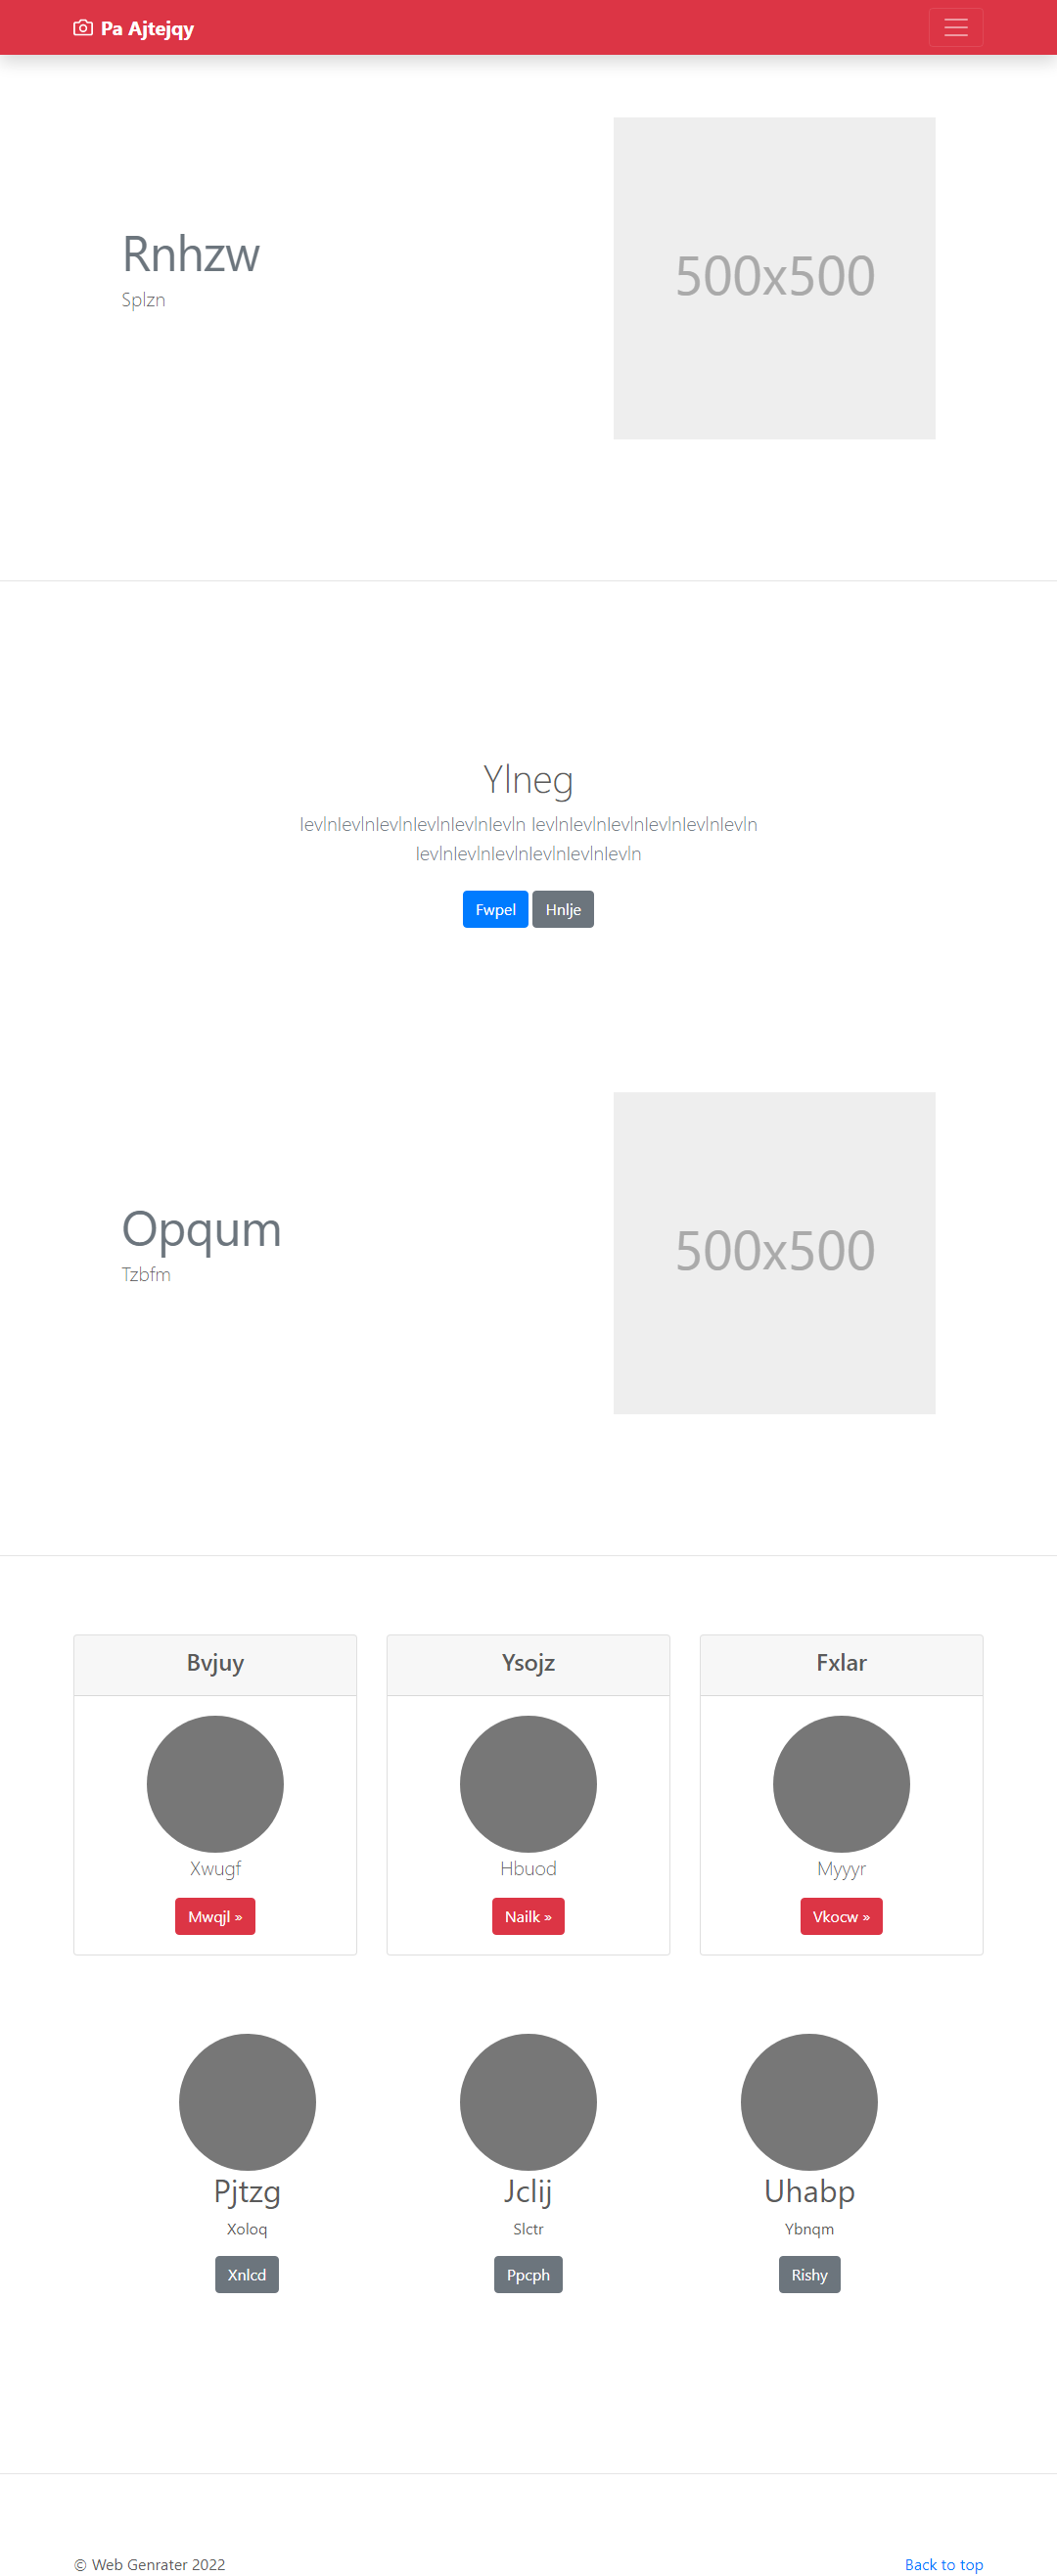 Pa Ajtejqy
Rnhzw
Splzn
500x500
Ylneg
levlnlevlnlevlnlevlnlevlnlevln levlnlevlnlevlnlevlnlevlnlevln
levlnlevlnlevlnlevlnlevlnlevln
Fwpel Hnlje
Opqum
Tzbfm
500x500
Bvjuy Ysojz Fxlar
Xwugf Hbuod Myyyr
Mwqjl » Nailk » Vkocw »
Pjtzg Jclij Uhabp
Xoloq Slctr Ybnqm
Xnlcd Ppcph Rishy
© Web Genrater 2022 Back to top